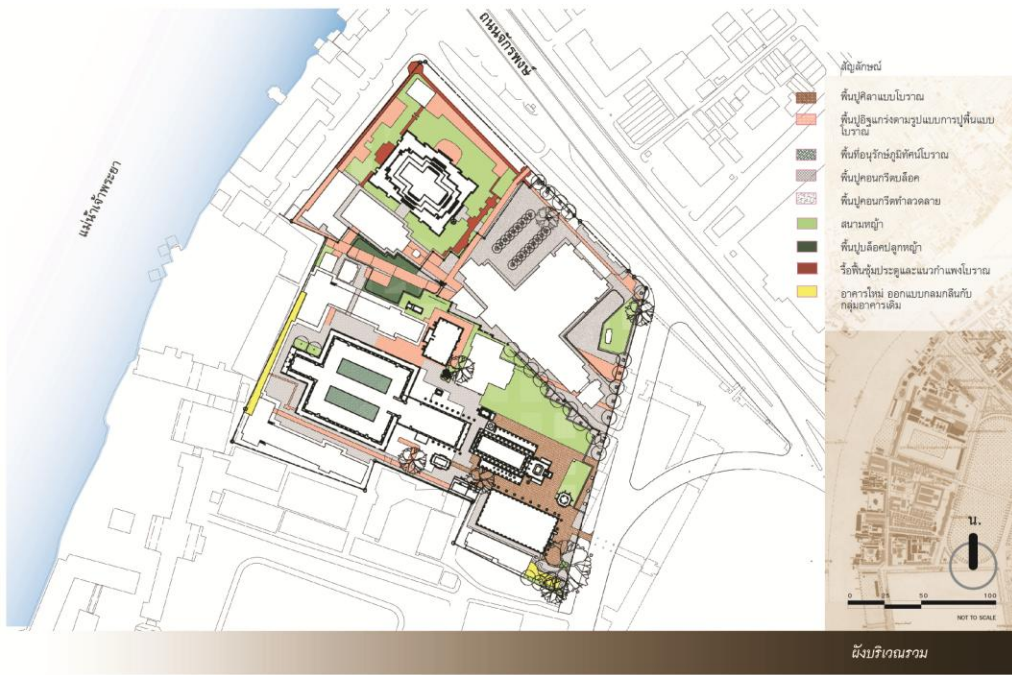 ถนนจักรพงษ์
แม่น้ำเจ้าพระยา
สัญลักษณ์
พื้นปูศิลาแบบโบราณ
พื้นปูอิฐแกร่งตามรูปแบบการปูพื้นแบบ
โบราณ
พื้นที่อนุรักษ์ภูมิทัศน์โบราณ
พื้นปูคอนกรีตบล็อค
พื้นปูคอนกรีตทำลวดลาย
สนามหญ้า
พื้นปูบล็อคปลูกหญ้า
รื้อฟื้นซุ้มประตูและแนวกำแพงโบราณ
อาคารใหม่ ออกแบบกลมกลืนกับ
กลุ่มอาคารเดิม
น.
0 25 50 100
NOT TO SCALE
ผังบริเวณรวม